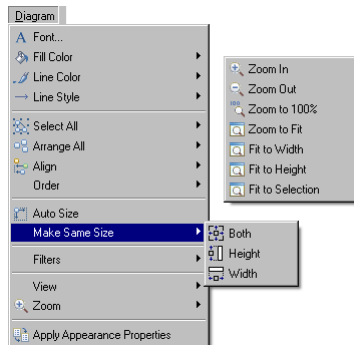 Diagram
Font...
Fill Color
Line Color
Line Style
Select All
Arrange All
Align
Order
Auto Size
Make Same Size
Filters
View
Zoom
Apply Appearance Properties
Zoom In
Zoom Out
Zoom to 100%
Zoom to Fit
Fit to Width
Fit to Height
Fit to Selection
Both
Height
Width